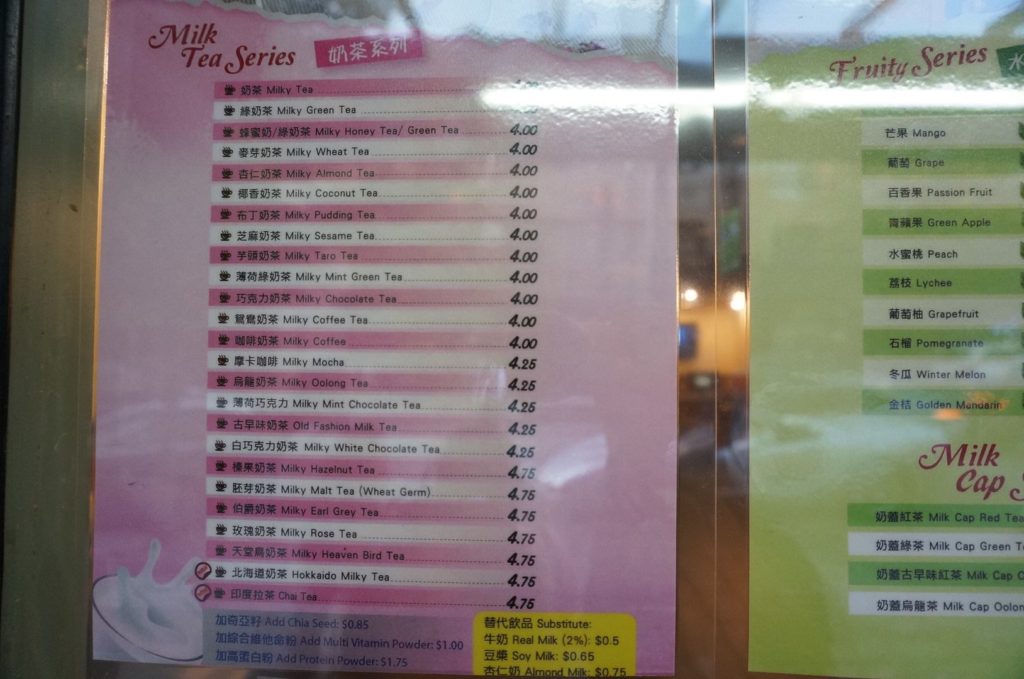 Milk
Tea Series 奶茶系列
奶茶 Milky Tea
綠奶茶 Milky Green Tea
蜂蜜奶/綠奶茶 Milky Honey Tea/ Green Tea 4.00
麥芽奶茶 Milky Wheat Tea 4.00
杏仁奶茶 Milky Almond Tea 4.00
椰香奶茶 Milky Coconut Tea 4.00
布丁奶茶 Milky Pudding Tea 4.00
芝麻奶茶 Milky Sesame Tea 4.00
芋頭奶茶 Milky Taro Tea 4.00
薄荷綠奶茶 Milky Mint Green Tea 4.00
巧克力奶茶 Milky Chocolate Tea 4.00
鴛鴦奶茶 Milky Coffee Tea 4.00
咖啡奶茶 Milky Coffee 4.00
摩卡咖啡 Milky Mocha 4.25
烏龍奶茶 Milky Oolong Tea 4.25
薄荷巧克力 Milky Mint Chocolate Tea 4.25
古早味奶茶 Old Fashion Milk Tea 4.25
白巧克力奶茶 Milky White Chocolate Tea 4.25
榛果奶茶 Milky Hazelnut Tea 4.75
胚芽奶茶 Milky Malt Tea (Wheat Germ) 4.75
伯爵奶茶 Milky Earl Grey Tea 4.75
玫瑰奶茶 Milky Rose Tea 4.75
天堂鳥奶茶 Milky Heaven Bird Tea 4.75
北海道奶茶 Hokkaido Milky Tea 4.75
印度拉茶 Chai Tea 4.75
加奇亞籽 Add Chia Seed: $0.85
加綜合維他命粉 Add Multi Vitamin Powder: $1.00
加高蛋白粉 Add Protein Powder: $1.75
替代飲品 Substitute:
牛奶 Real Milk (2%): $0.5
豆漿 Soy Milk: $0.65
杏仁奶 Almond Milk: $0.75
Fruity Series 水
芒果 Mango
葡萄 Grape
百香果 Passion Fruit
青蘋果 Green Apple
水蜜桃 Peach
荔枝 Lychee
葡萄柚 Grapefruit
石榴 Pomegranate
冬瓜 Winter Melon
金桔 Golden Mandarin
Milk
Cap S
奶蓋紅茶 Milk Cap Red Tea
奶蓋綠茶 Milk Cap Green T
奶蓋古早味紅茶 Milk Cap
奶蓋烏龍茶 Milk Cap Oolon